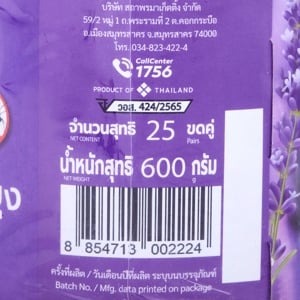 บริษัท สถาพรมาเก็ตติ้ง จำกัด
59/2 หมู่ 1 ถ.พระรามที่ 2 ต.คอกกระบือ
อ.เมืองสมุทรสาคร จ.สมุทรสาคร 74000
โทร. 034-823-422-4
CallCenter
1756
PRODUCT OF THAILAND
วอส. 424/2565
จำนวนสุทธิ 25 ขดคู่
NET CONTENT Pairs
น้ำหนักสุทธิ 600 กรัม
NET WEIGHT g
8 854713 002224
ครั้งที่ผลิต / วันเดือนปีที่ผลิต ระบุบนบรรจุภัณฑ์
Batch No. / Mfg. data printed on package